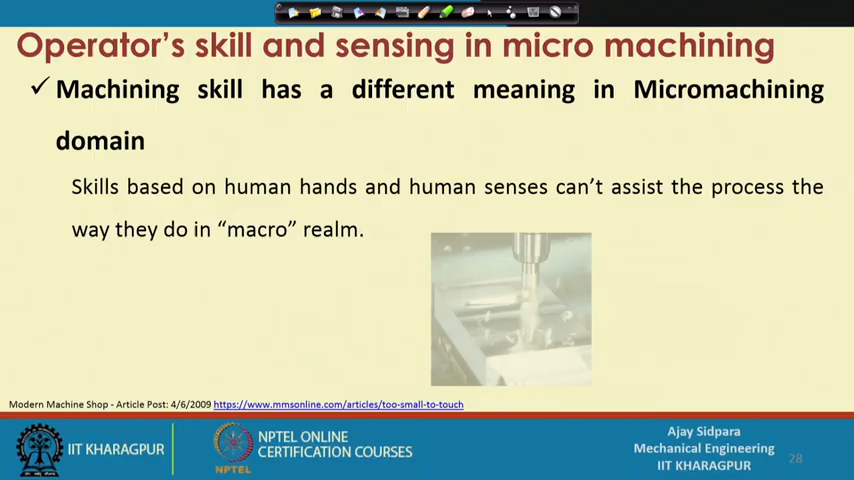 Operator's skill and sensing in micro machining
✓ Machining skill has a different meaning in Micromachining
domain
Skills based on human hands and human senses can't assist the process the
way they do in "macro" realm.
Modern Machine Shop - Article Post: 4/6/2009 https://www.mmsonline.com/articles/too-small-to-touch
IIT KHARAGPUR
NPTEL
NPTEL ONLINE
CERTIFICATION COURSES
Ajay Sidpara
Mechanical Engineering
IIT KHARAGPUR
28